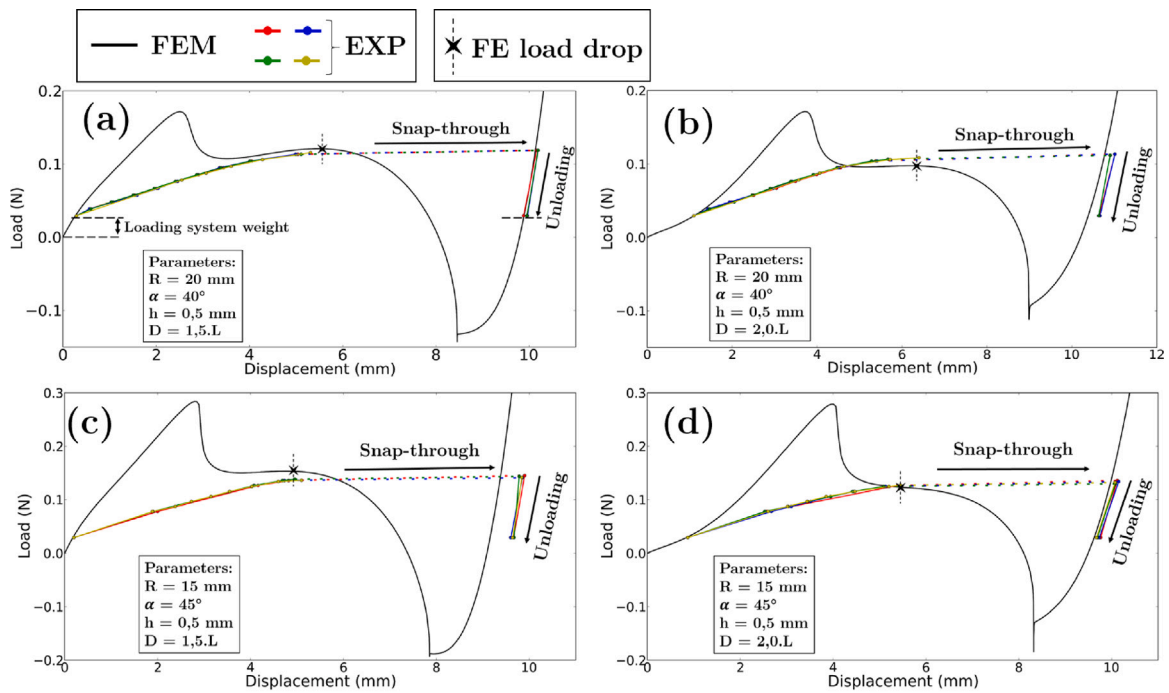 FEM
EXP
FE load drop
(a)
Snap-through
Unloading
Loading system weight
Parameters:
R = 20 mm
α = 40°
h = 0,5 mm
D = 1,5.L
Load (N)
0.2
0.1
0.0
−0.1
0 2 4 6 8 10
Displacement (mm)
(b)
Snap-through
Unloading
Parameters:
R = 20 mm
α = 40°
h = 0,5 mm
D = 2,0.L
Load (N)
0.2
0.1
0.0
−0.1
0 2 4 6 8 10 12
Displacement (mm)
(c)
Snap-through
Unloading
Parameters:
R = 15 mm
α = 45°
h = 0,5 mm
D = 1,5.L
Load (N)
0.3
0.2
0.1
0.0
−0.1
−0.2
0 2 4 6 8 10
Displacement (mm)
(d)
Snap-through
Unloading
Parameters:
R = 15 mm
α = 45°
h = 0,5 mm
D = 2,0.L
Load (N)
0.3
0.2
0.1
0.0
−0.1
−0.2
0 2 4 6 8 10
Displacement (mm)